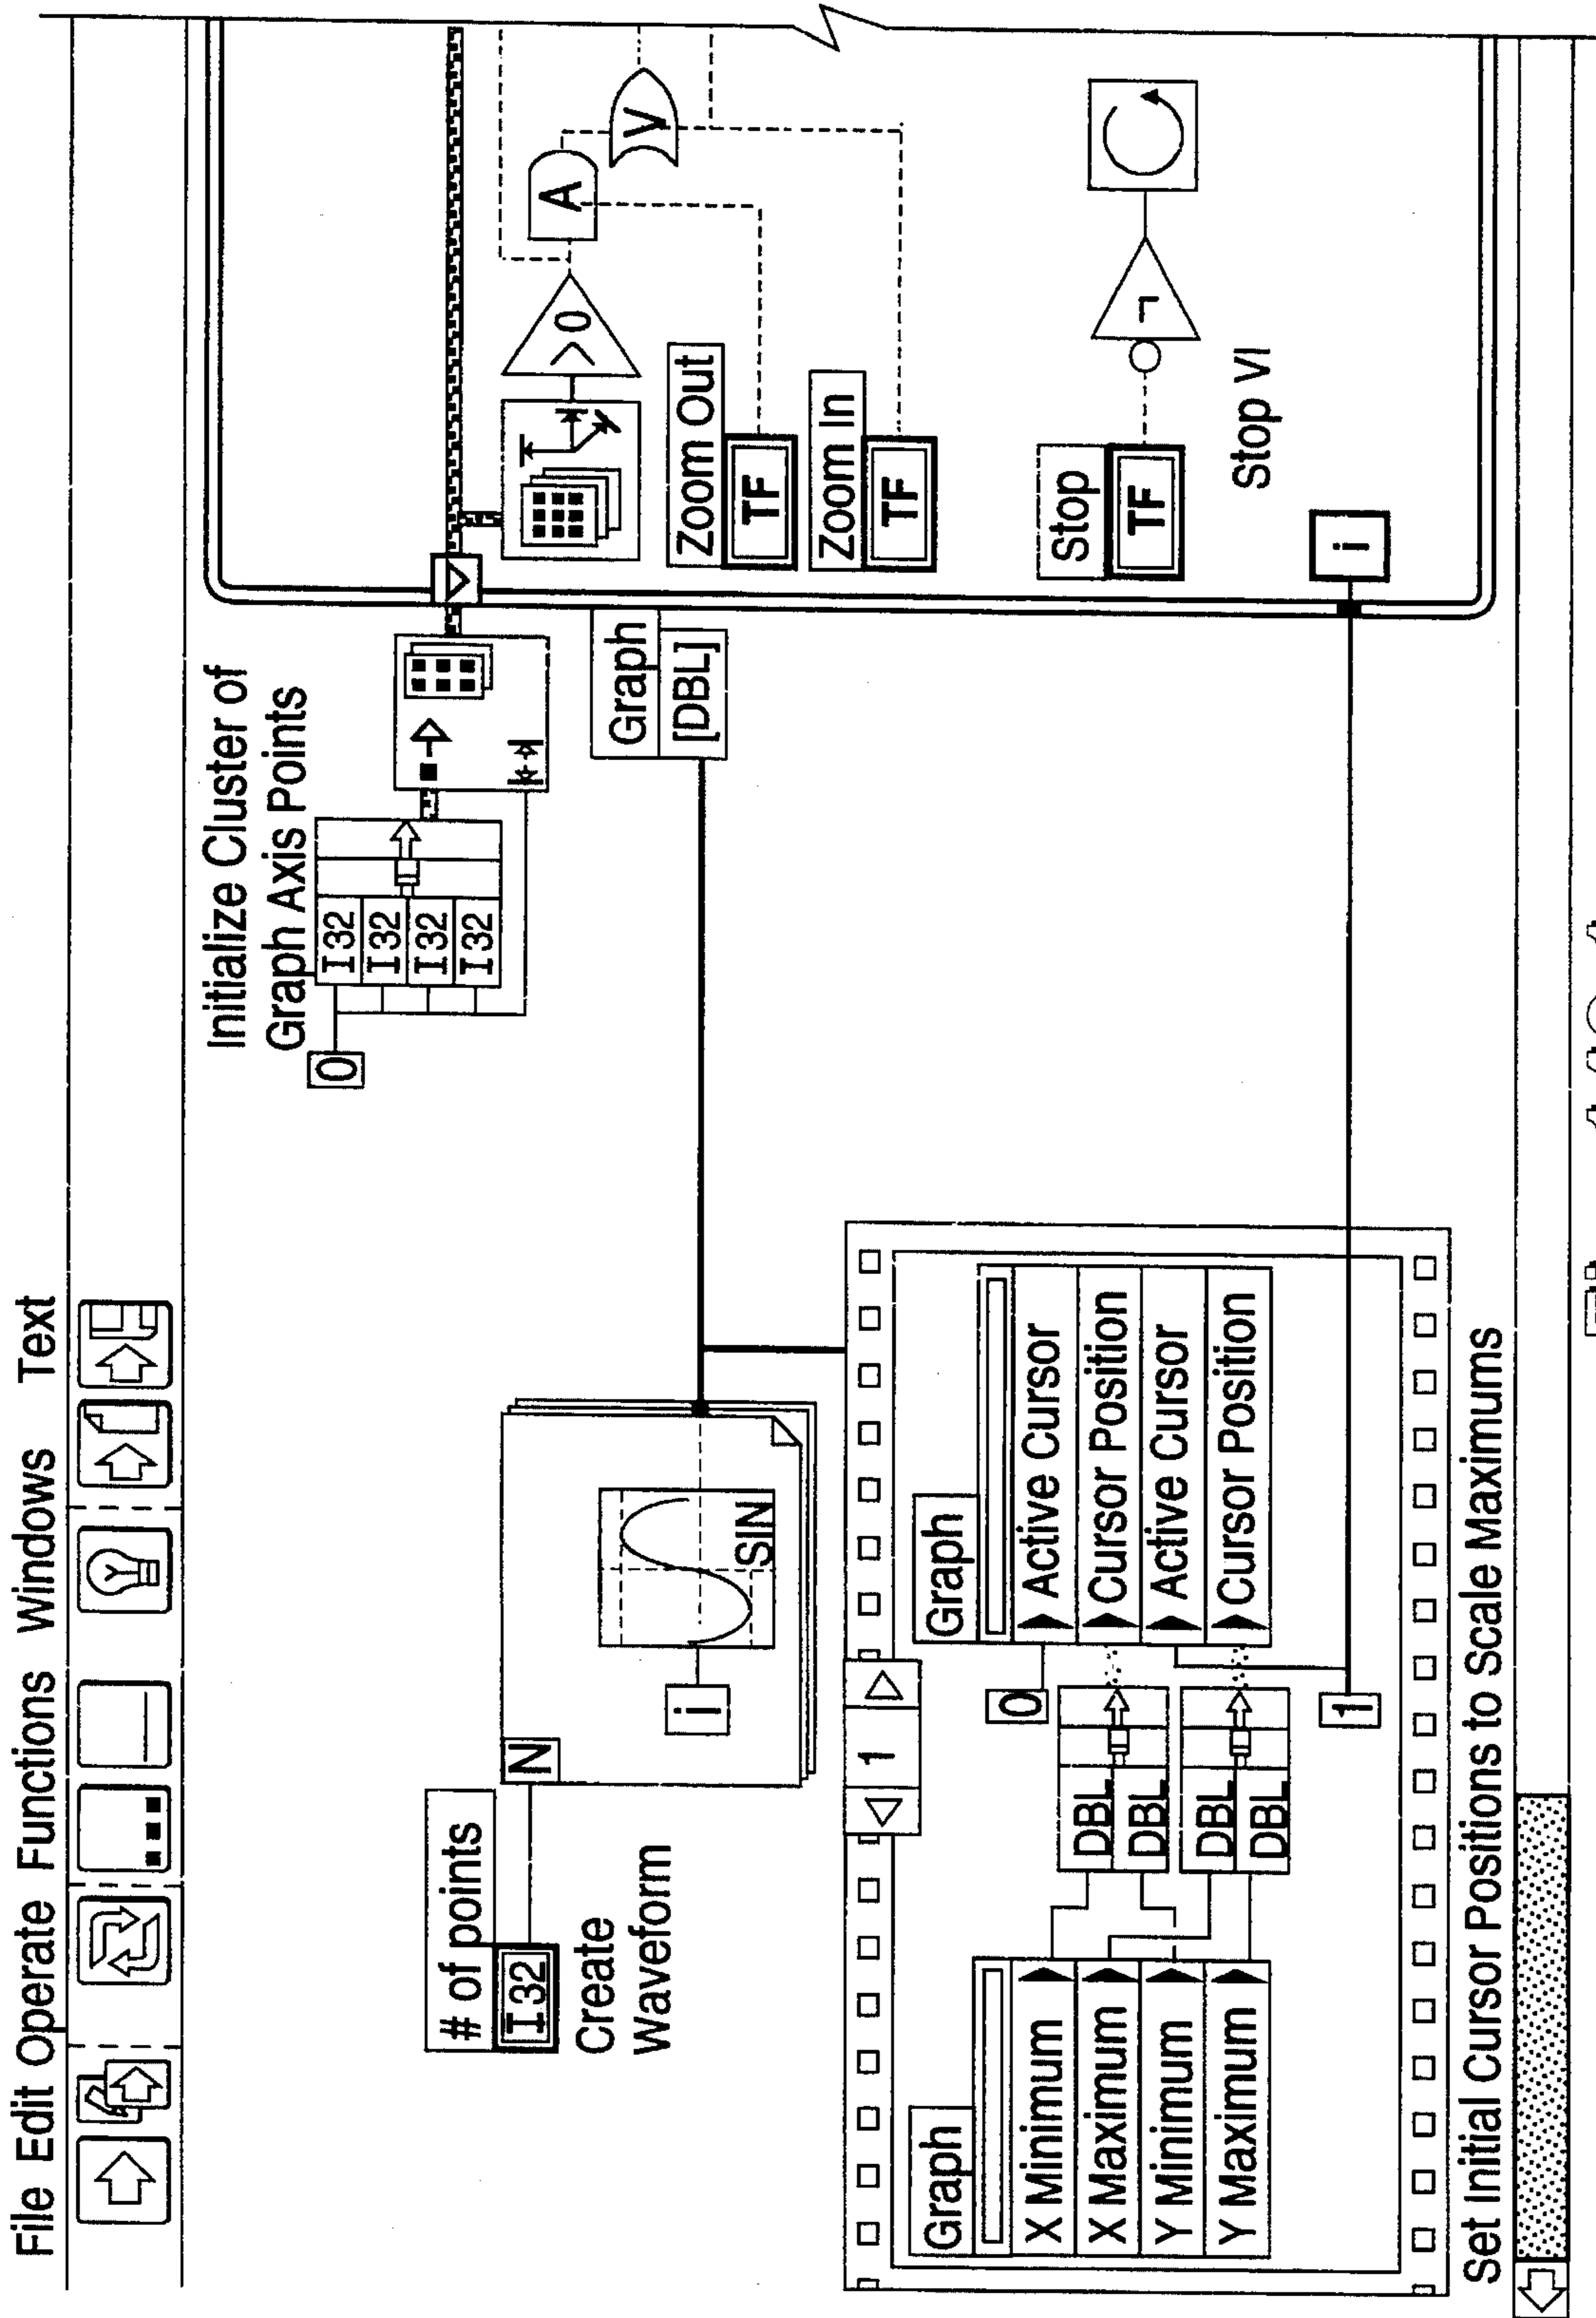 File Edit Operate Functions Windows Text
# of points
I32
Create
Waveform
N
i
SIN
Initialize Cluster of
Graph Axis Points
0
I32
I32
I32
I32
Graph
[DBL]
>0
A
V
Zoom Out
TF
Zoom In
TF
Stop
TF
Stop VI
i
1
Graph
X Minimum
X Maximum
Y Minimum
Y Maximum
DBL
DBL
DBL
DBL
0
1
Graph
Active Cursor
Cursor Position
Active Cursor
Cursor Position
Set Initial Cursor Positions to Scale Maximums